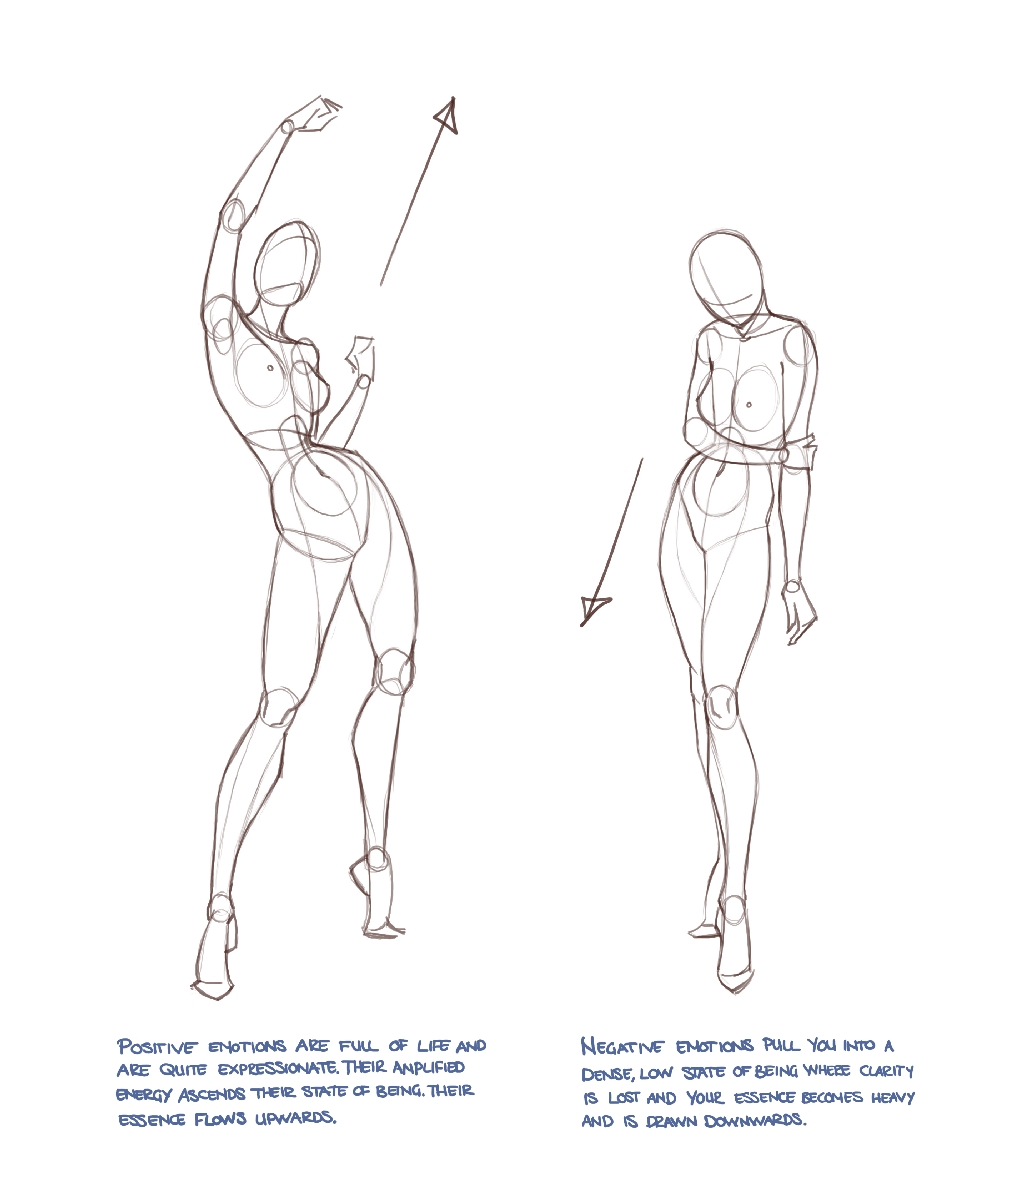 POSITIVE EMOTIONS ARE FULL OF LIFE AND
ARE QUITE EXPRESSIONATE. THEIR AMPLIFIED
ENERGY ASCENDS THEIR STATE OF BEING. THEIR
ESSENCE FLOWS UPWARDS.
NEGATIVE EMOTIONS PULL YOU INTO A
DENSE, LOW STATE OF BEING WHERE CLARITY
IS LOST AND YOUR ESSENCE BECOMES HEAVY
AND IS DRAWN DOWNWARDS.